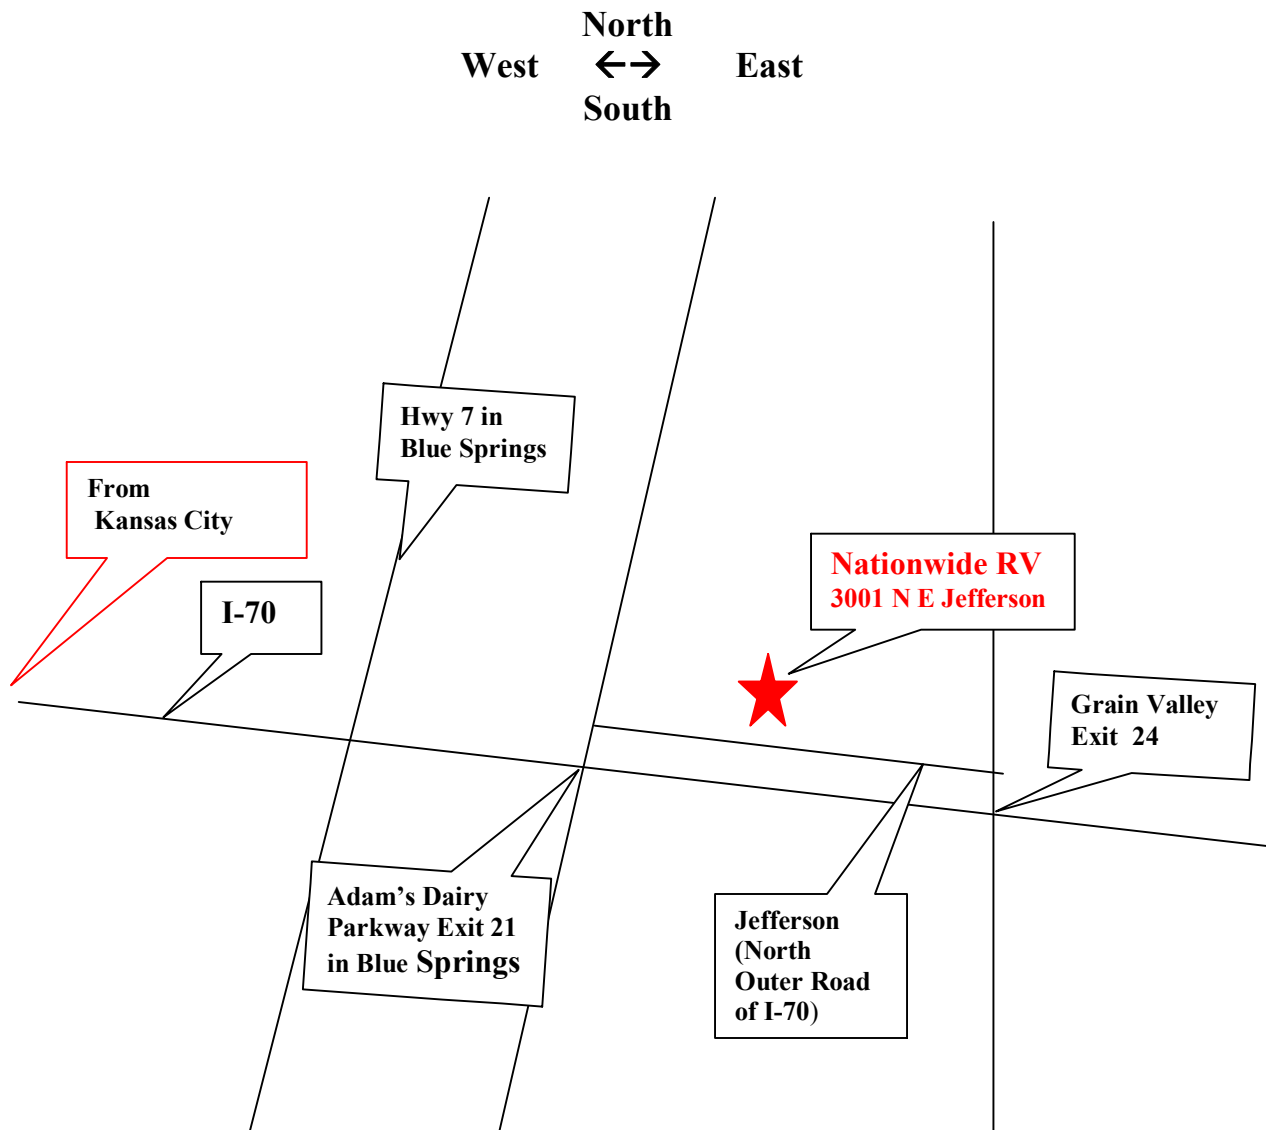 North
West ←→ East
South
Hwy 7 in
Blue Springs
From
Kansas City
I-70
Nationwide RV
3001 N E Jefferson
Grain Valley
Exit 24
Adam’s Dairy
Parkway Exit 21
in Blue Springs
Jefferson
(North
Outer Road
of I-70)